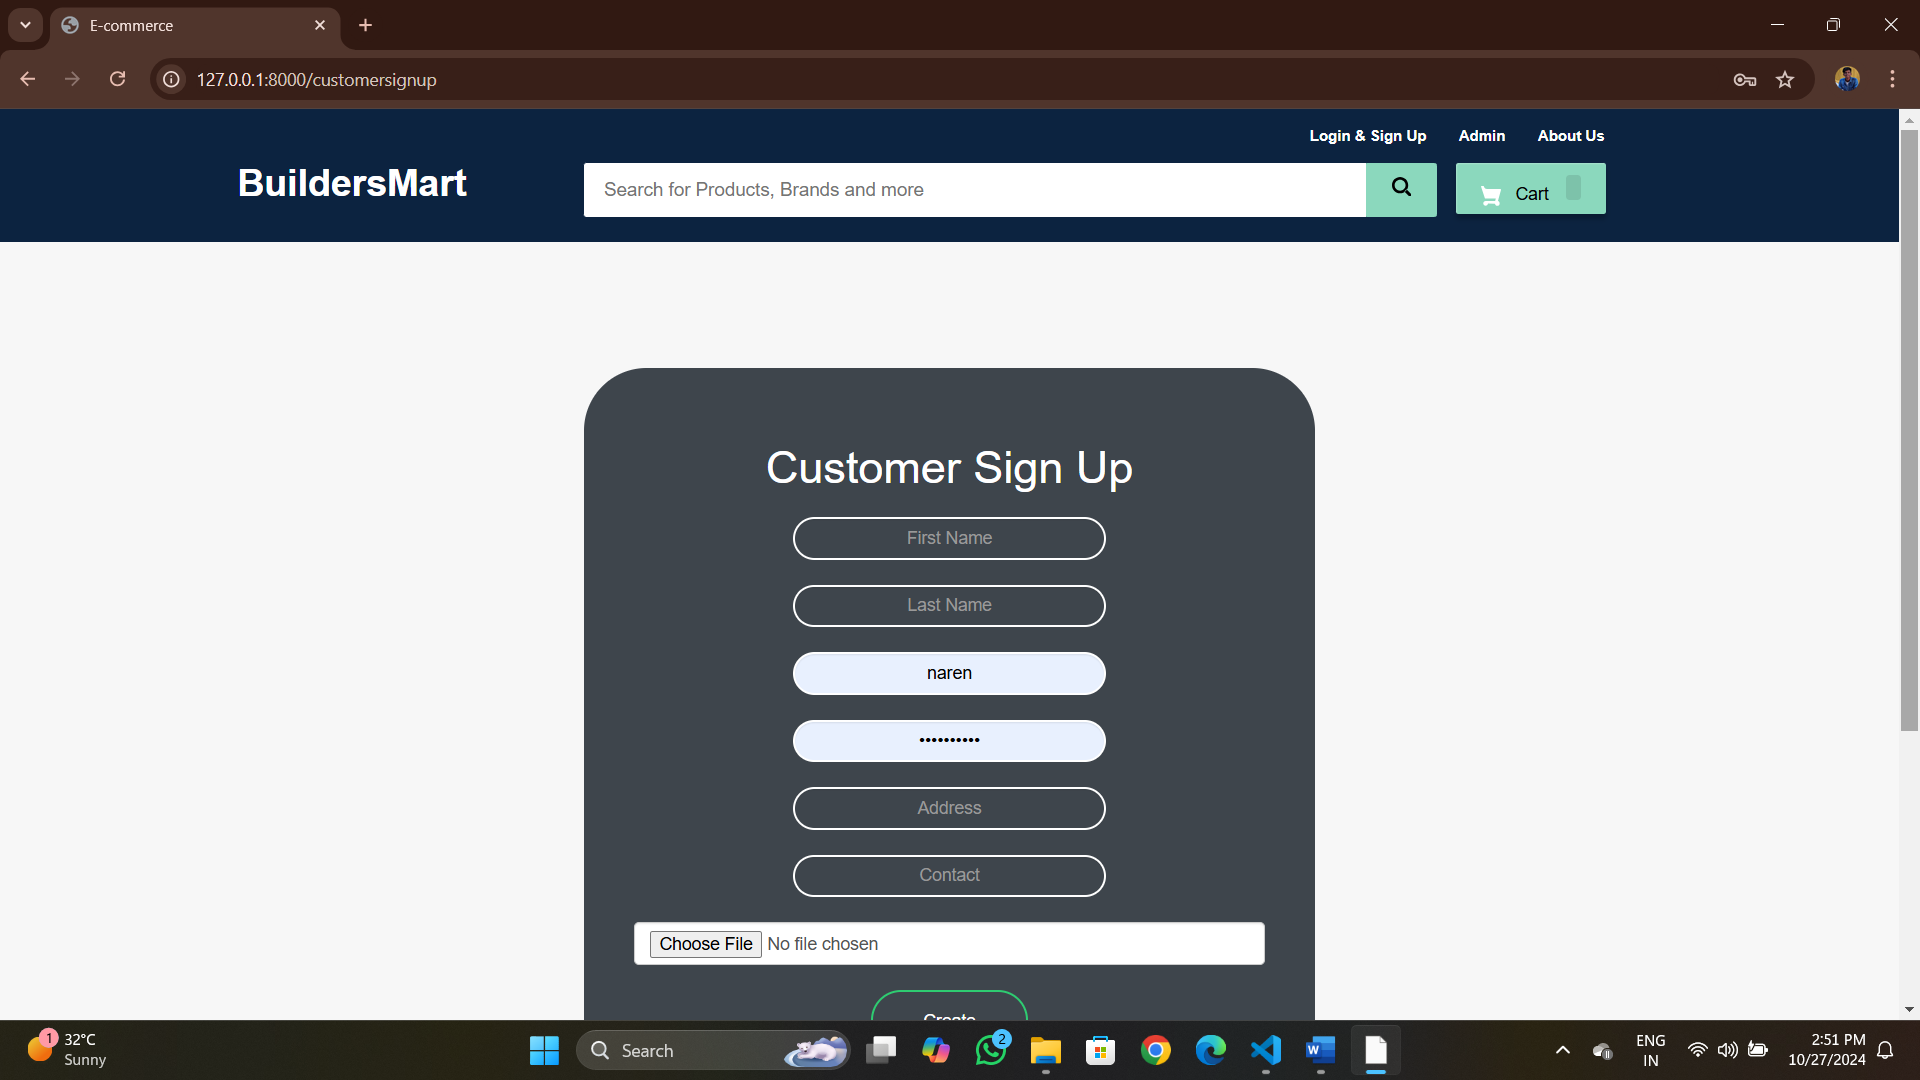 E-commerce
127.0.0.1:8000/customersignup
Login & Sign Up Admin About Us
BuildersMart
Search for Products, Brands and more
Cart
Customer Sign Up
First Name
Last Name
naren
••••••••••
Address
Contact
Choose File No file chosen
Create
1
32°C
Sunny
Search
2
W
ENG
IN
2:51 PM
10/27/2024